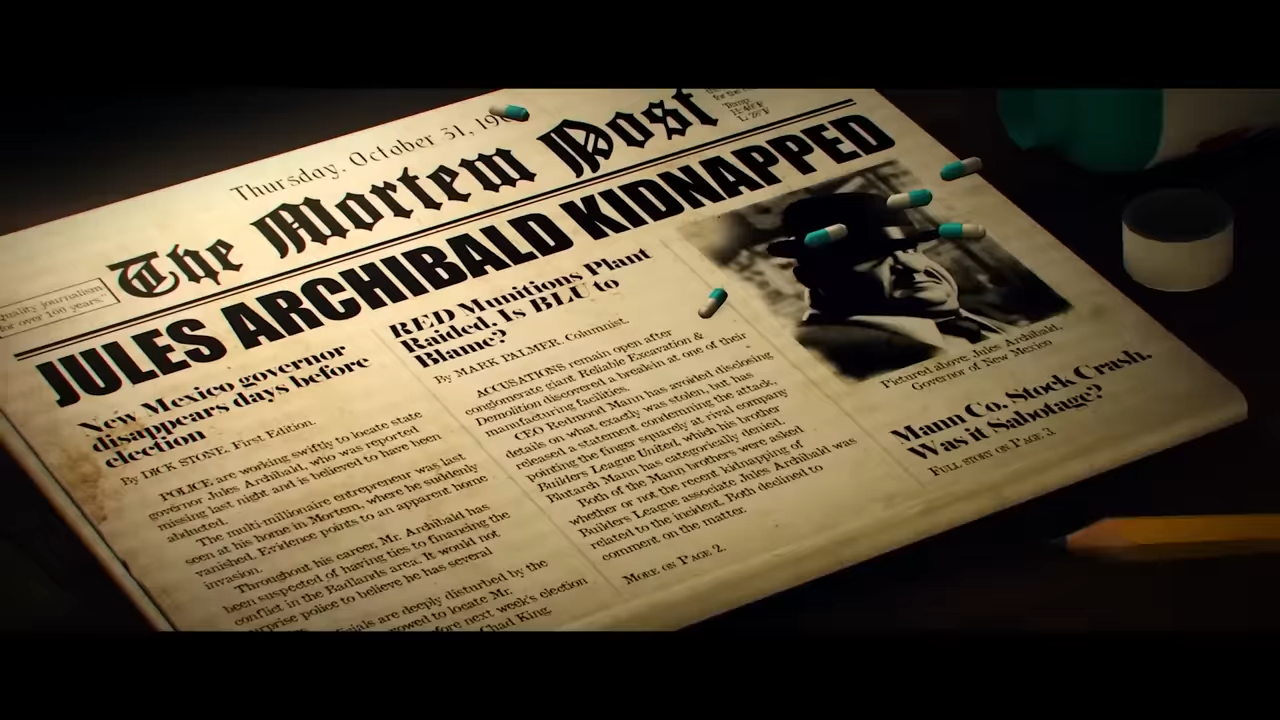 Thursday, October 31, 19
for the
Temp:
H: 46°F
L: 26°F
The Mortem Post
Quality journalism
for over 100 years."
JULES ARCHIBALD KIDNAPPED
New Mexico governor
disappears days before
election
By DICK STONE. First Edition.
POLICE are working swiftly to locate state
governor Jules Archibald, who was reported
missing last night and is believed to have been
abducted.
The multi-millionaire entrepreneur was last
seen at his home in Mortem, where he suddenly
vanished. Evidence points to an apparent home
invasion.
Throughout his career, Mr. Archibald has
been suspected of having ties to financing the
conflict in the Badlands area. It would not
surprise police to believe he has several
are deeply disturbed by the
vowed to locate Mr.
before next week's election
Chad King.
RED Munitions Plant
Raided, Is BLU to
Blame?
By MARK PALMER. Columnist.
ACCUSATIONS remain open after
conglomerate giant Reliable Excavation &
Demolition discovered a break-in at one of their
manufacturing facilities.
CEO Redmond Mann has avoided disclosing
details on what exactly was stolen, but has
released a statement condemning the attack,
pointing the finger squarely at rival company
Builders League United, which his brother
Blutarch Mann has categorically denied.
Both of the Mann brothers were asked
whether or not the recent kidnapping of
Builders League associate Jules Archibald was
related to the incident. Both declined to
comment on the matter.
MORE ON PAGE 2.
Pictured above, Jules Archibald,
Governor of New Mexico
Mann Co. Stock Crash.
Was it Sabotage?
FULL STORY ON PAGE 3